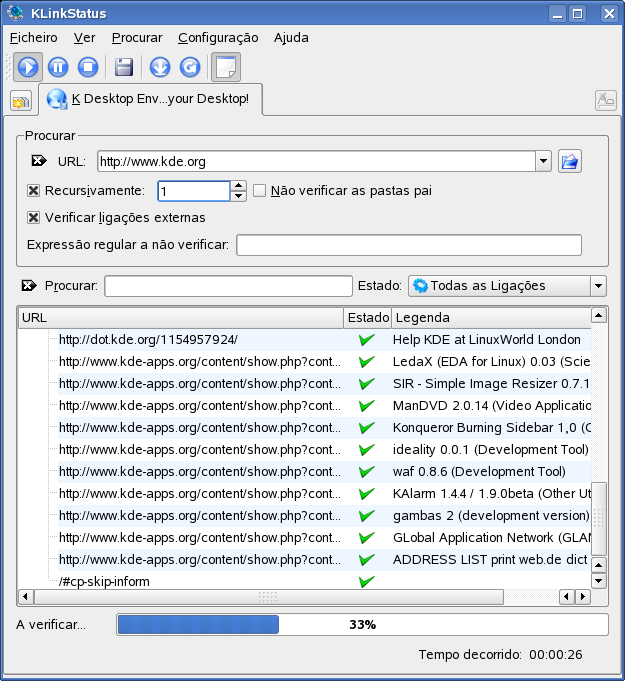 KLinkStatus
Ficheiro Ver Procurar Configuração Ajuda
K Desktop Env...your Desktop!
Procurar
URL: http://www.kde.org
Recursivamente: 1 Não verificar as pastas pai
Verificar ligações externas
Expressão regular a não verificar:
Procurar: Estado: Todas as Ligações
URL Estado Legenda
http://dot.kde.org/1154957924/ Help KDE at LinuxWorld London
http://www.kde-apps.org/content/show.php?cont... LedaX (EDA for Linux) 0.03 (Scie
http://www.kde-apps.org/content/show.php?cont... SIR - Simple Image Resizer 0.7.1
http://www.kde-apps.org/content/show.php?cont... ManDVD 2.0.14 (Video Applicatio
http://www.kde-apps.org/content/show.php?cont... Konqueror Burning Sidebar 1,0 (C
http://www.kde-apps.org/content/show.php?cont... ideality 0.0.1 (Development Tool)
http://www.kde-apps.org/content/show.php?cont... waf 0.8.6 (Development Tool)
http://www.kde-apps.org/content/show.php?cont... KAlarm 1.4.4 / 1.9.0beta (Other Ut
http://www.kde-apps.org/content/show.php?cont... gambas 2 (development version)
http://www.kde-apps.org/content/show.php?cont... GLobal Application Network (GLAN
http://www.kde-apps.org/content/show.php?cont... ADDRESS LIST print web.de dict
/#cp-skip-inform
A verificar... 33%
Tempo decorrido: 00:00:26